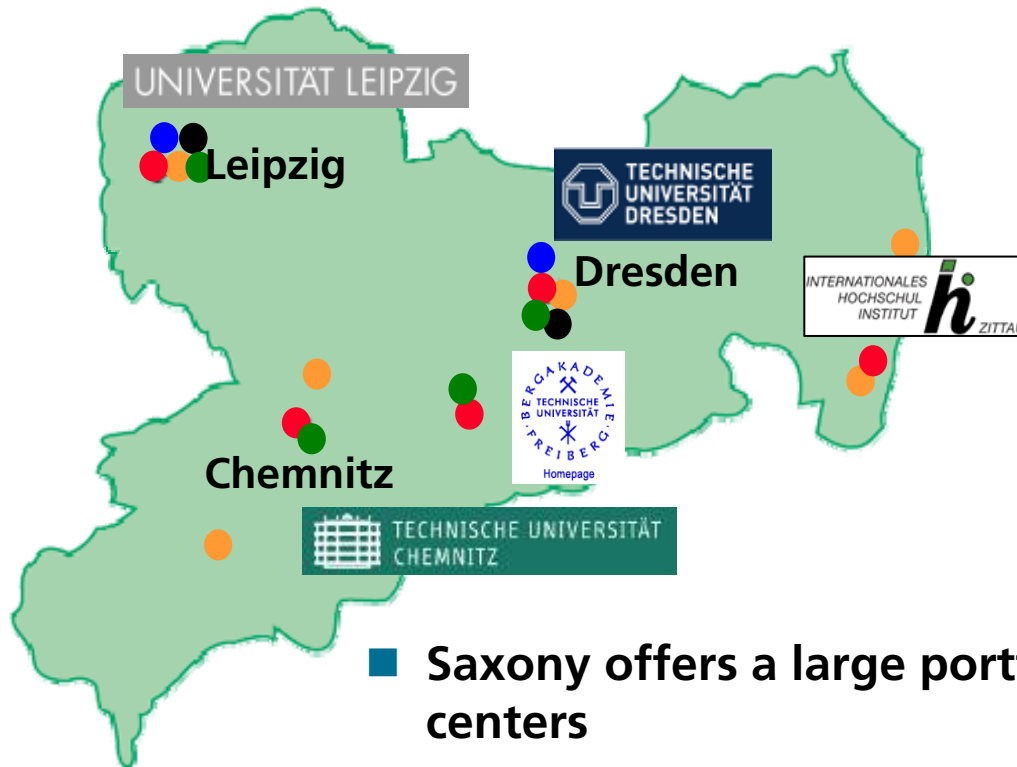 UNIVERSITÄT LEIPZIG
Leipzig
TECHNISCHE
UNIVERSITÄT
DRESDEN
Dresden
INTERNATIONALES
HOCHSCHUL
INSTITUT
ZITTAU
BERGAKADEMIE
TECHNISCHE
UNIVERSITÄT
FREIBERG
Homepage
Chemnitz
TECHNISCHE UNIVERSITÄT
CHEMNITZ
Saxony offers a large
centers